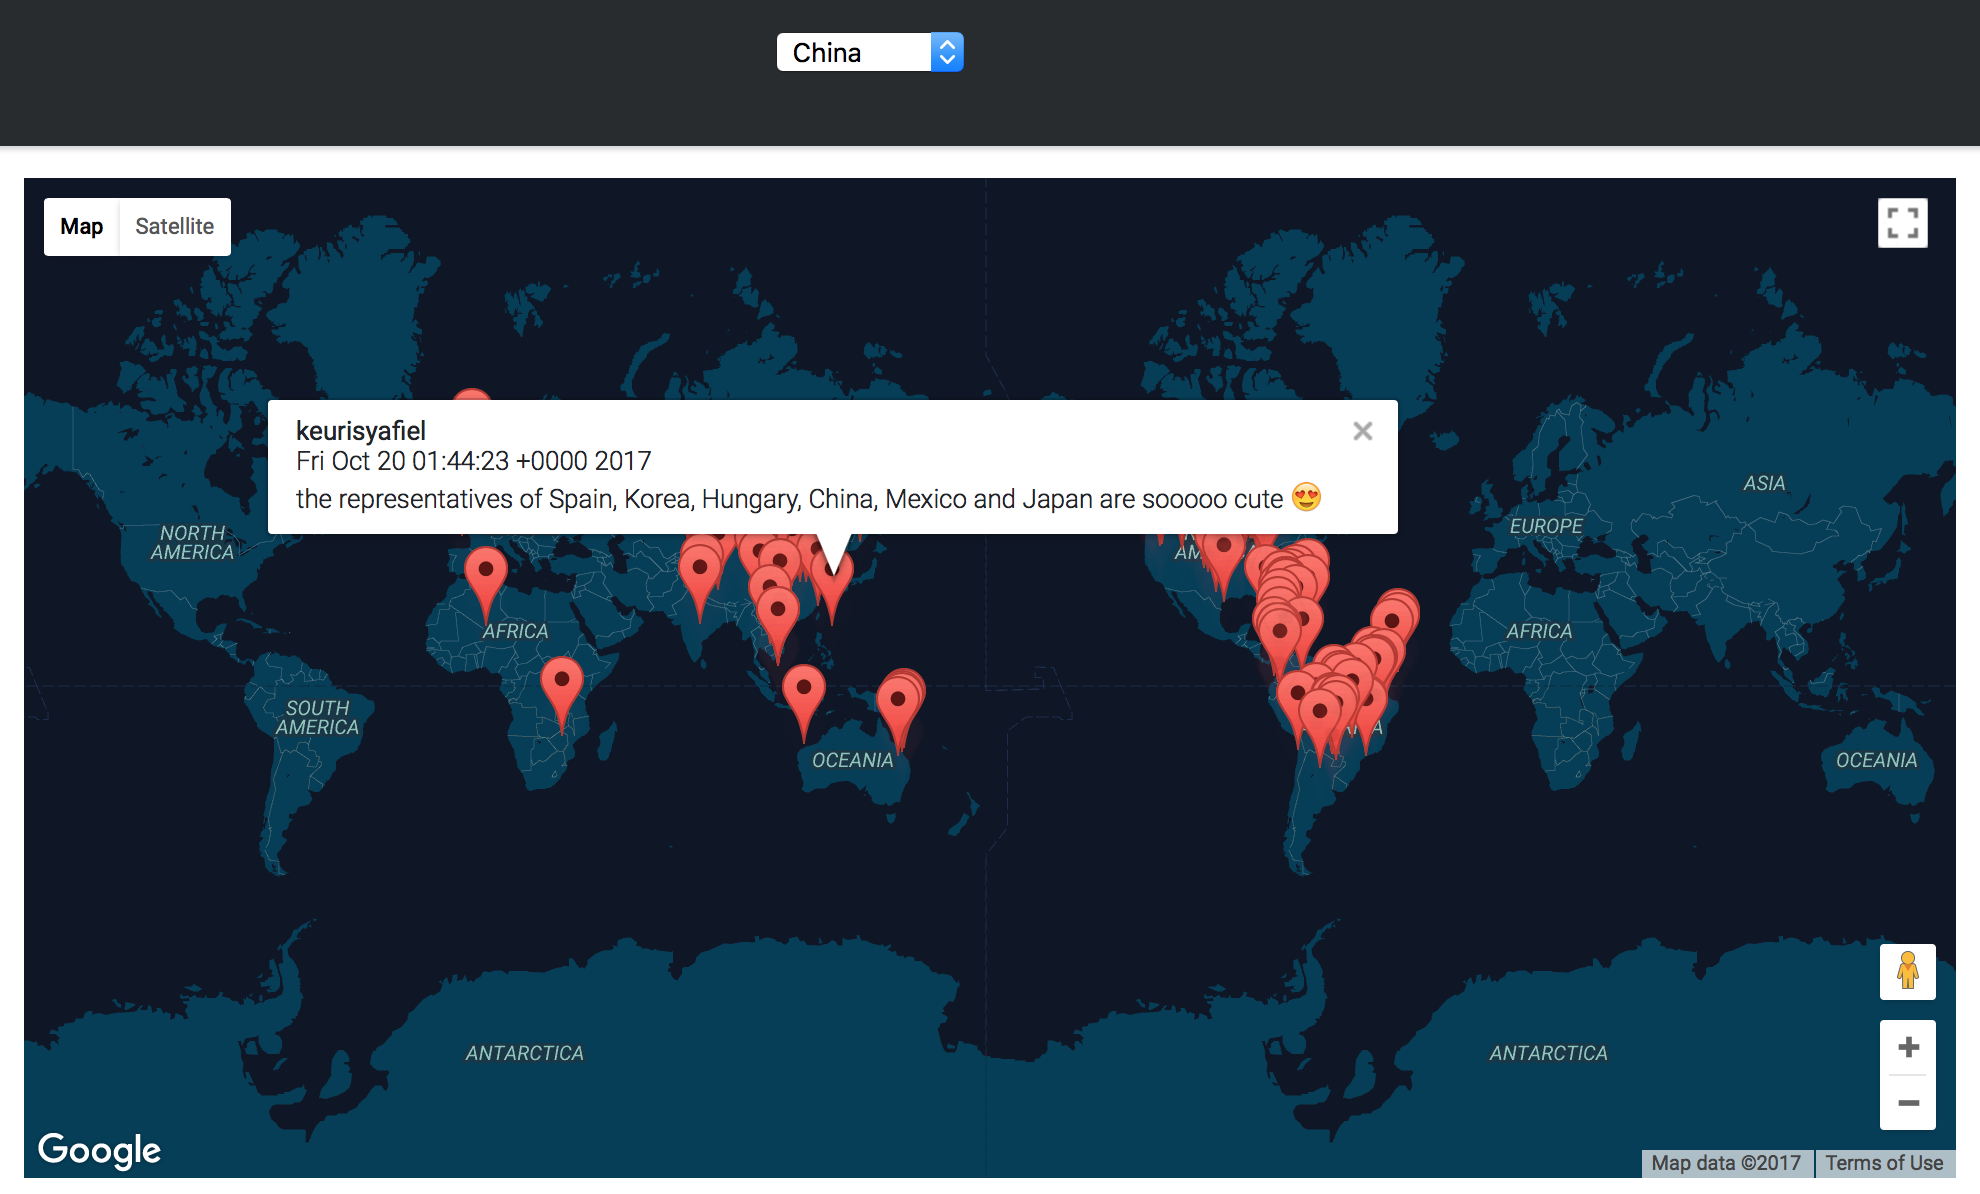 China
Map Satellite
keurisyafiel
Fri Oct 20 01:44:23 +0000 2017
the representatives of Spain, Korea, Hungary, China, Mexico and Japan are sooooo cute 😍
ASIA
EUROPE
NORTH
AMERICA
AFRICA
AFRICA
SOUTH
AMERICA
OCEANIA
OCEANIA
ANTARCTICA
ANTARCTICA
Google
Map data ©2017 Terms of Use